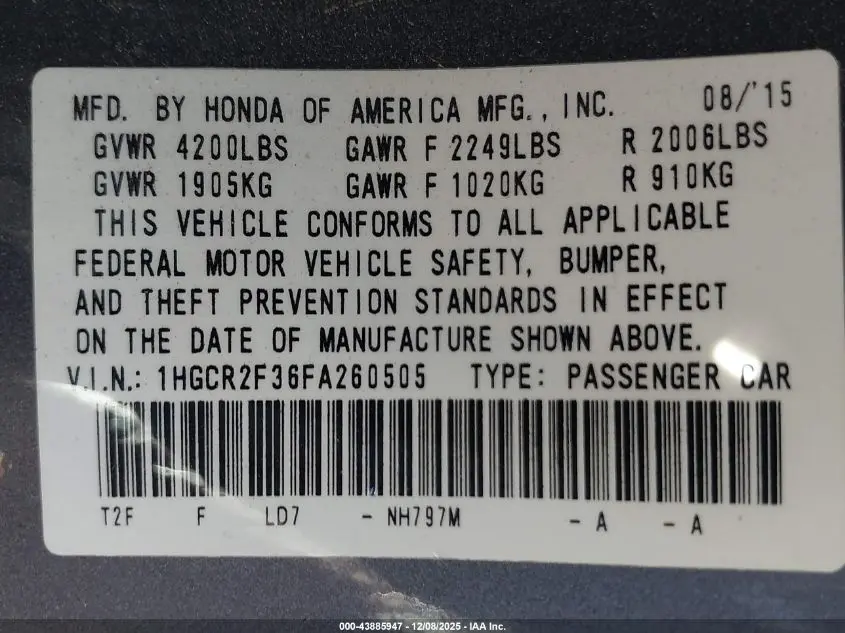 MFD. BY HONDA OF AMERICA MFG., INC. 08/'15
GVWR 4200LBS GAWR F 2249LBS R 2006LBS
GVWR 1905KG GAWR F 1020KG R 910KG
THIS VEHICLE CONFORMS TO ALL APPLICABLE
FEDERAL MOTOR VEHICLE SAFETY, BUMPER,
AND THEFT PREVENTION STANDARDS IN EFFECT
ON THE DATE OF MANUFACTURE SHOWN ABOVE.
V.I.N.: 1HGCR2F36FA260505 TYPE: PASSENGER CAR
T2F F LD7 - NH797M - A - A
000-43885947 - 12/08/2025 - IAA Inc.